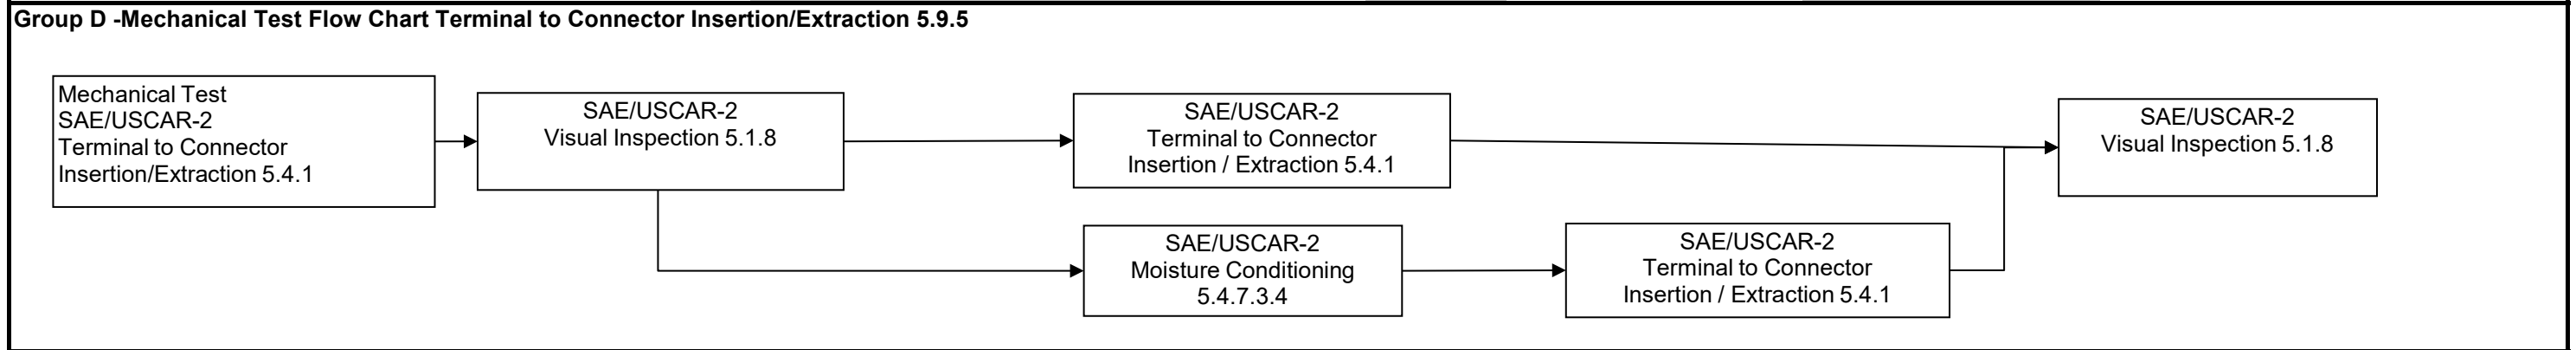 Group D -Mechanical Test Flow Chart Terminal to Connector Insertion/Extraction 5.9.5
Mechanical Test
SAE/USCAR-2
Terminal to Connector
Insertion/Extraction 5.4.1
SAE/USCAR-2
Visual Inspection 5.1.8
SAE/USCAR-2
Terminal to Connector
Insertion / Extraction 5.4.1
SAE/USCAR-2
Visual Inspection 5.1.8
SAE/USCAR-2
Moisture Conditioning
5.4.7.3.4
SAE/USCAR-2
Terminal to Connector
Insertion / Extraction 5.4.1